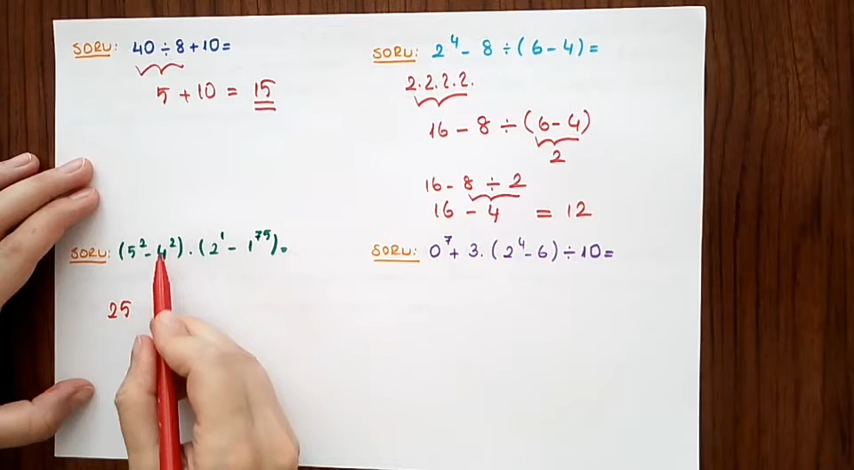 SORU: 40 ÷ 8 + 10 =
5 + 10 = 15
SORU: 2⁴ - 8 ÷ (6 - 4) =
2.2.2.2.
16 - 8 ÷ (6 - 4)
2
16 - 8 ÷ 2
16 - 4 = 12
SORU: (5² - 4²) . (2¹ - 1⁷⁵) =
25
SORU: 0⁷ + 3 . (2⁴ - 6) ÷ 10 =